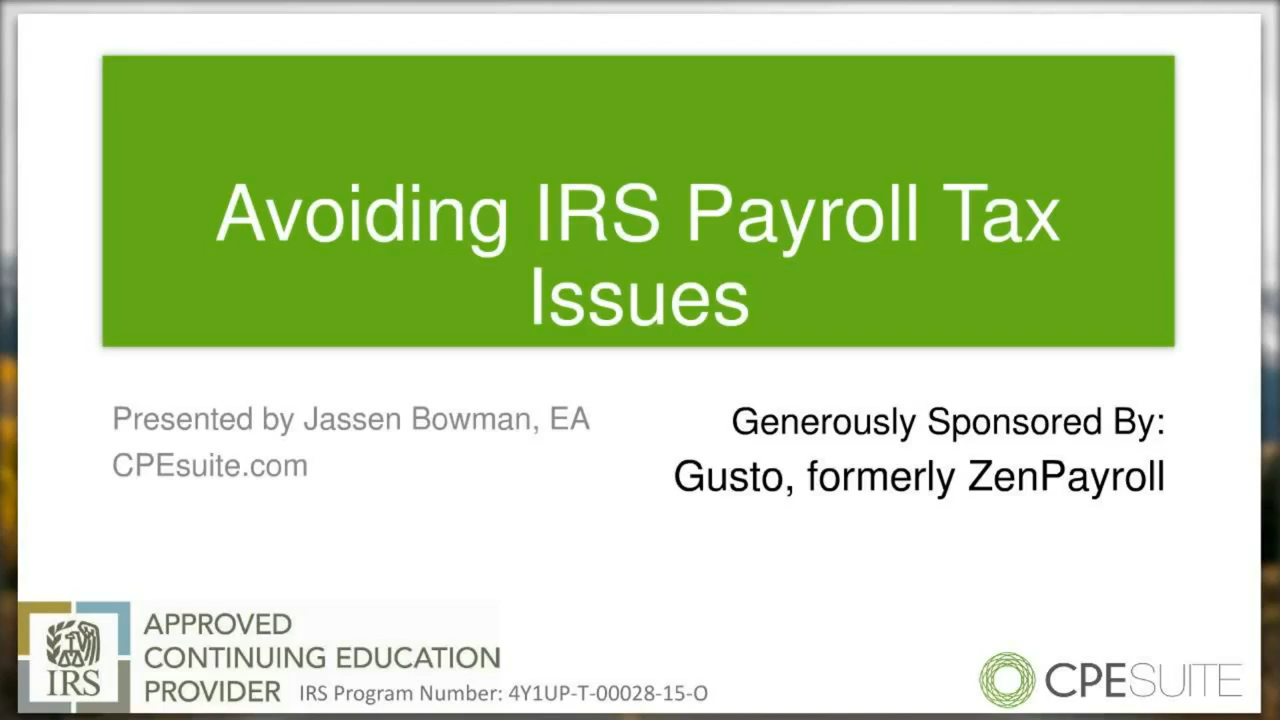 Avoiding IRS Payroll Tax
Issues
Presented by Jassen Bowman, EA
CPEsuite.com
Generously Sponsored By:
Gusto, formerly ZenPayroll
IRS
APPROVED
CONTINUING EDUCATION
PROVIDER IRS Program Number: 4Y1UP-T-00028-15-O
CPESUITE